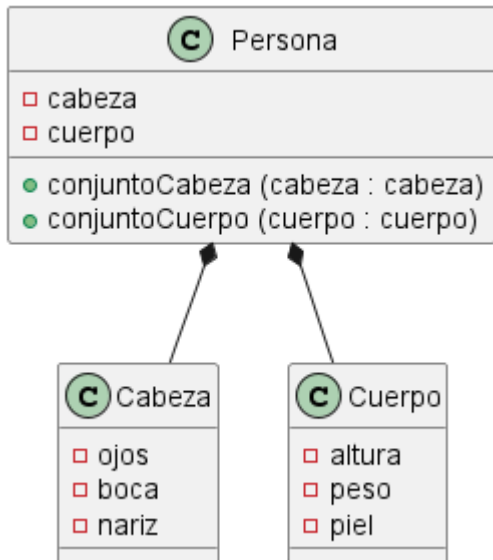 C Persona
cabeza
cuerpo
conjuntoCabeza (cabeza : cabeza)
conjuntoCuerpo (cuerpo : cuerpo)
C Cabeza
ojos
boca
nariz
C Cuerpo
altura
peso
piel